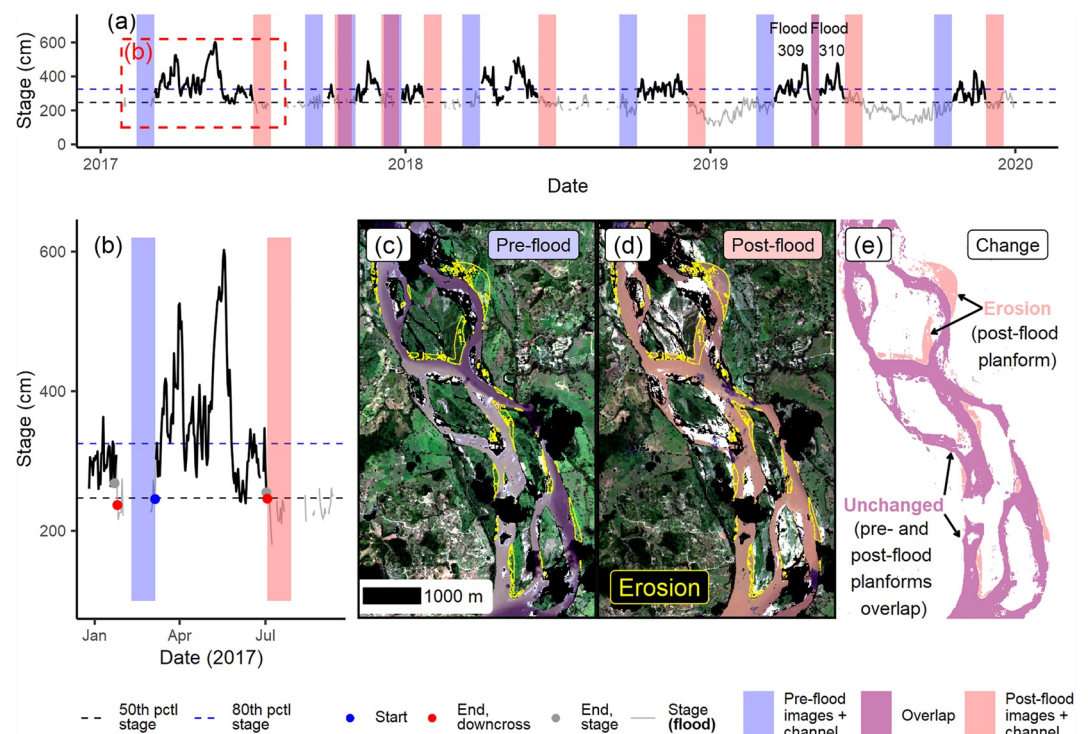 (a)
(b)
Flood
309
Flood
310
Stage (cm)
600
400
200
0
2017
2018
2019
2020
Date
(b)
Stage (cm)
600
400
200
Jan
Apr
Jul
Date (2017)
(c)
Pre-flood
1000 m
(d)
Post-flood
Erosion
(e)
Change
Erosion
(post-flood
planform)
Unchanged
(pre- and
post-flood
planforms
overlap)
50th pctl
stage
80th pctl
stage
Start
End,
downcross
End,
stage
Stage
(flood)
Pre-flood
images +
channel
Overlap
Post-flood
images +
channel